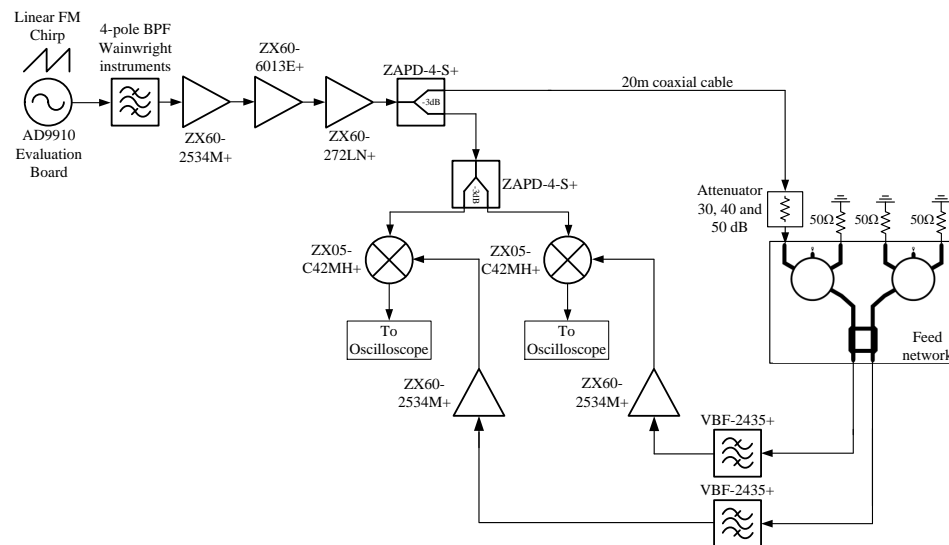 Linear FM
Chirp
4-pole BPF
Wainwright
instruments
ZX60-
6013E+
ZAPD-4-S+
-3dB
20m coaxial cable
AD9910
Evaluation
Board
ZX60-
2534M+
ZX60-
272LN+
ZAPD-4-S+
-3dB
Attenuator
30, 40 and
50 dB
50Ω
50Ω
50Ω
ZX05-
C42MH+
ZX05-
C42MH+
To
Oscilloscope
To
Oscilloscope
Feed
network
ZX60-
2534M+
ZX60-
2534M+
VBF-2435+
VBF-2435+